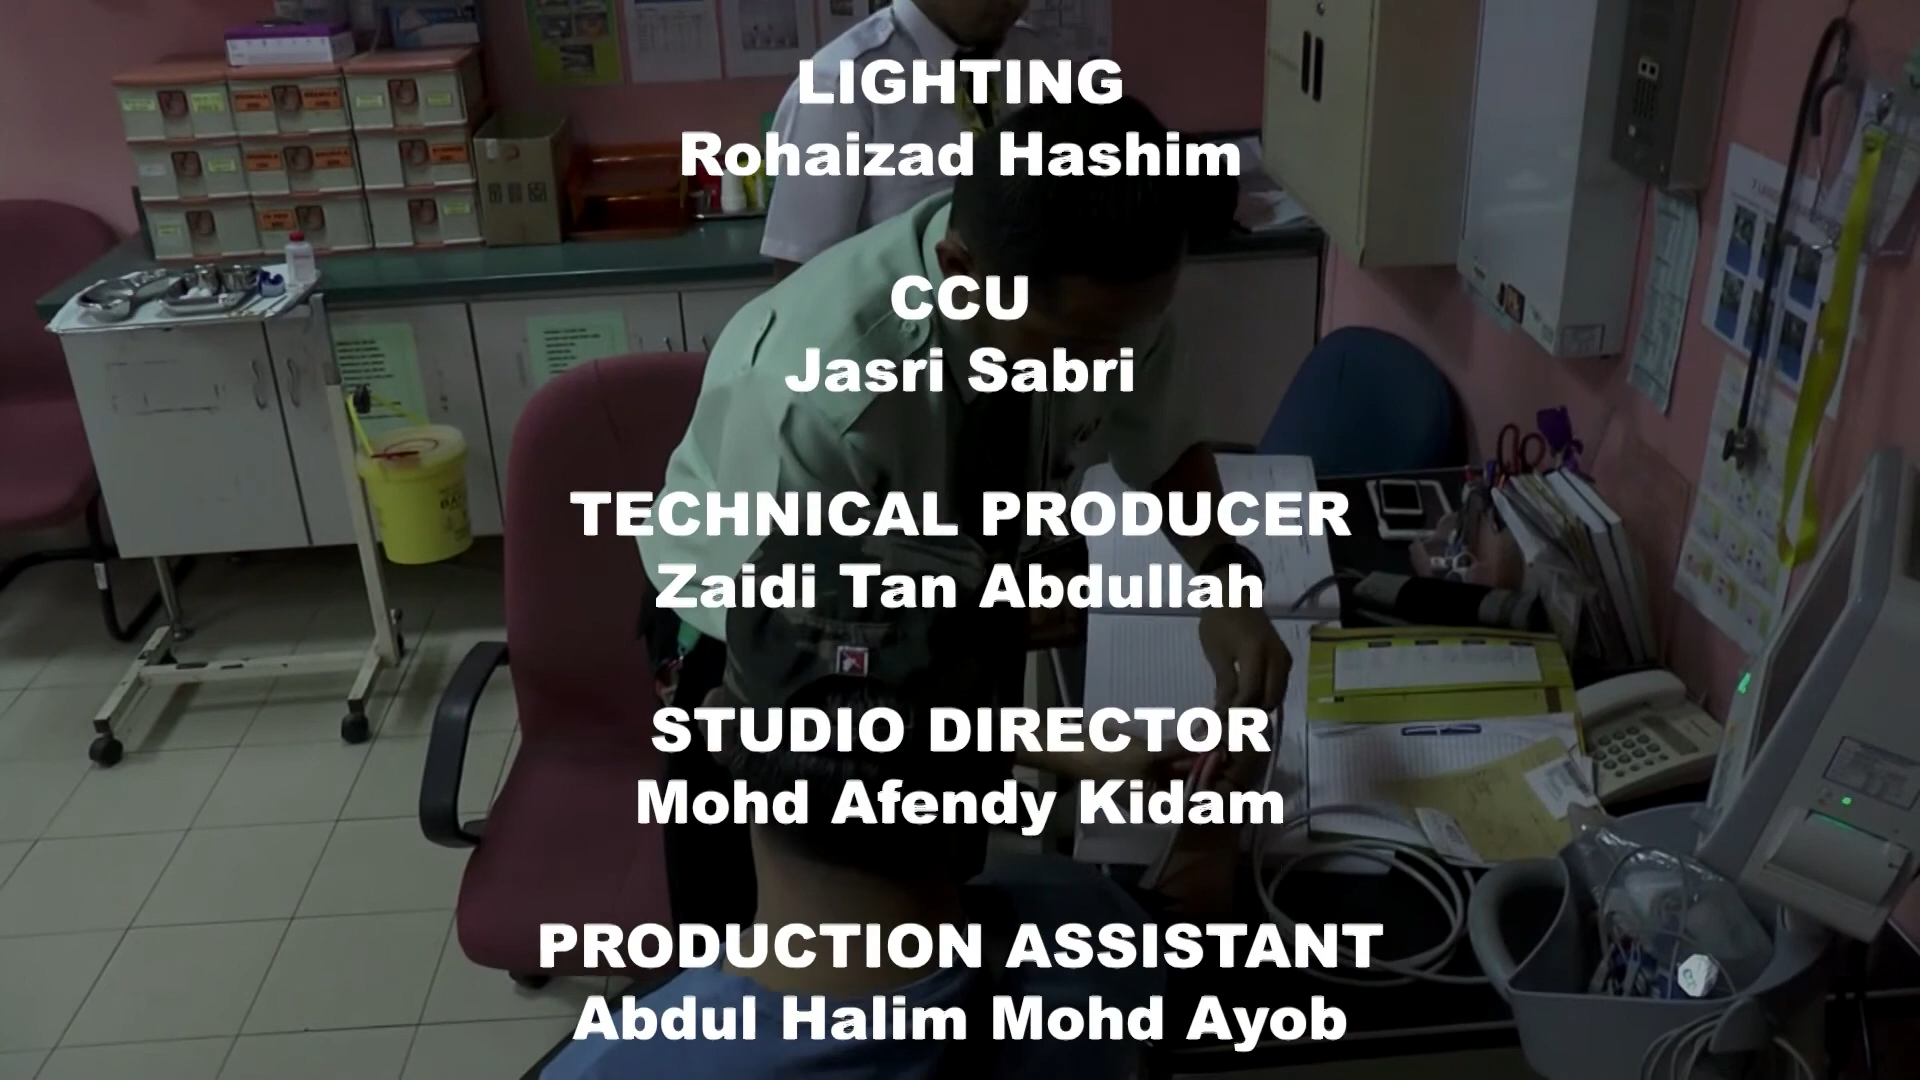 LIGHTING
Rohaizad Hashim
CCU
Jasri Sabri
TECHNICAL PRODUCER
Zaidi Tan Abdullah
STUDIO DIRECTOR
Mohd Afendy Kidam
PRODUCTION ASSISTANT
Abdul Halim Mohd Ayob